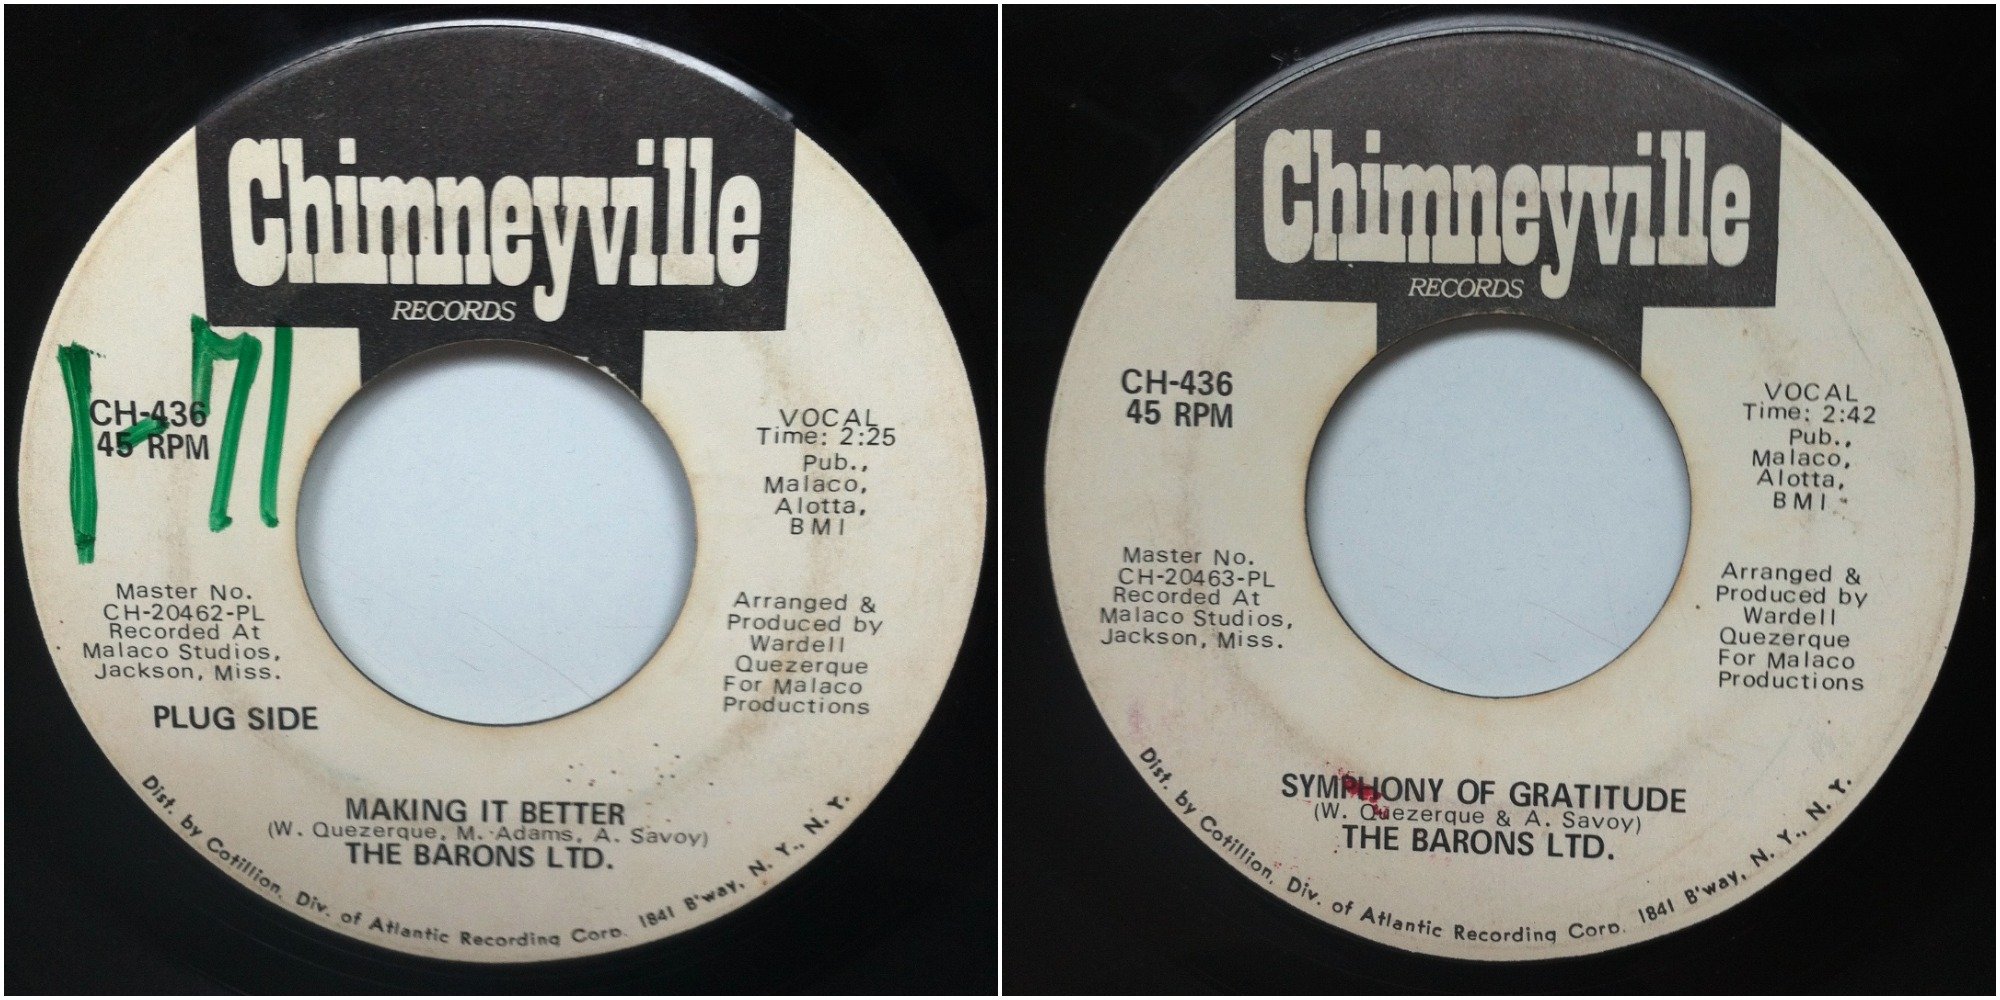 Chimneyville
RECORDS
1-71
CH-436
45 RPM
VOCAL
Time: 2:25
Pub.,
Malaco,
Alotta,
BMI
Master No.
CH-20462-PL
Recorded At
Malaco Studios,
Jackson, Miss.
PLUG SIDE
Arranged &
Produced by
Wardell
Quezerque
For Malaco
Productions
MAKING IT BETTER
(W. Quezerque, M. Adams, A. Savoy)
THE BARONS LTD.
Dist. by Cotillion, Div. of Atlantic Recording Corp. 1841 B'way, N. Y., N. Y.
Chimneyville
RECORDS
CH-436
45 RPM
VOCAL
Time: 2:42
Pub.,
Malaco,
Alotta,
BMI
Master No.
CH-20463-PL
Recorded At
Malaco Studios,
Jackson, Miss.
Arranged &
Produced by
Wardell
Quezerque
For Malaco
Productions
SYMPHONY OF GRATITUDE
(W. Quezerque & A. Savoy)
THE BARONS LTD.
Dist. by Cotillion, Div. of Atlantic Recording Corp. 1841 B'way, N. Y., N. Y.